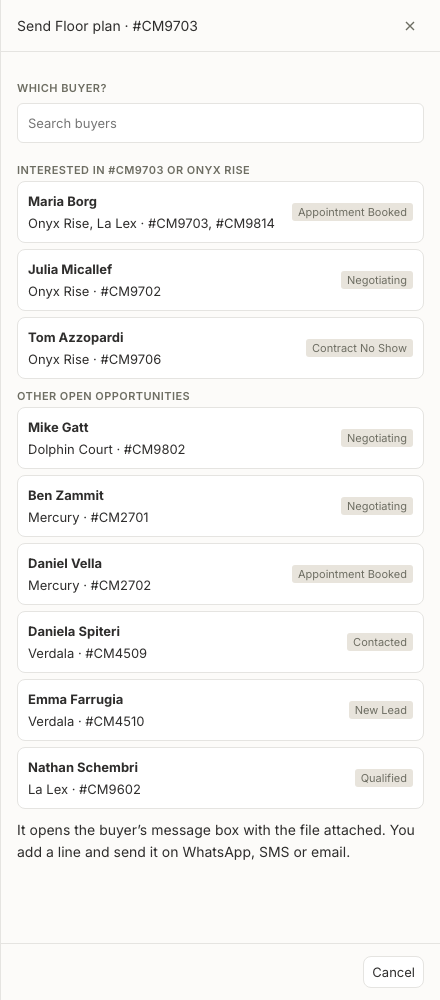 Send Floor plan · #CM9703
×
WHICH BUYER?
Search buyers
INTERESTED IN #CM9703 OR ONYX RISE
Maria Borg
Onyx Rise, La Lex · #CM9703, #CM9814
Appointment Booked
Julia Micallef
Onyx Rise · #CM9702
Negotiating
Tom Azzopardi
Onyx Rise · #CM9706
Contract No Show
OTHER OPEN OPPORTUNITIES
Mike Gatt
Dolphin Court · #CM9802
Negotiating
Ben Zammit
Mercury · #CM2701
Negotiating
Daniel Vella
Mercury · #CM2702
Appointment Booked
Daniela Spiteri
Verdala · #CM4509
Contacted
Emma Farrugia
Verdala · #CM4510
New Lead
Nathan Schembri
La Lex · #CM9602
Qualified
It opens the buyer’s message box with the file attached. You
add a line and send it on WhatsApp, SMS or email.
Cancel